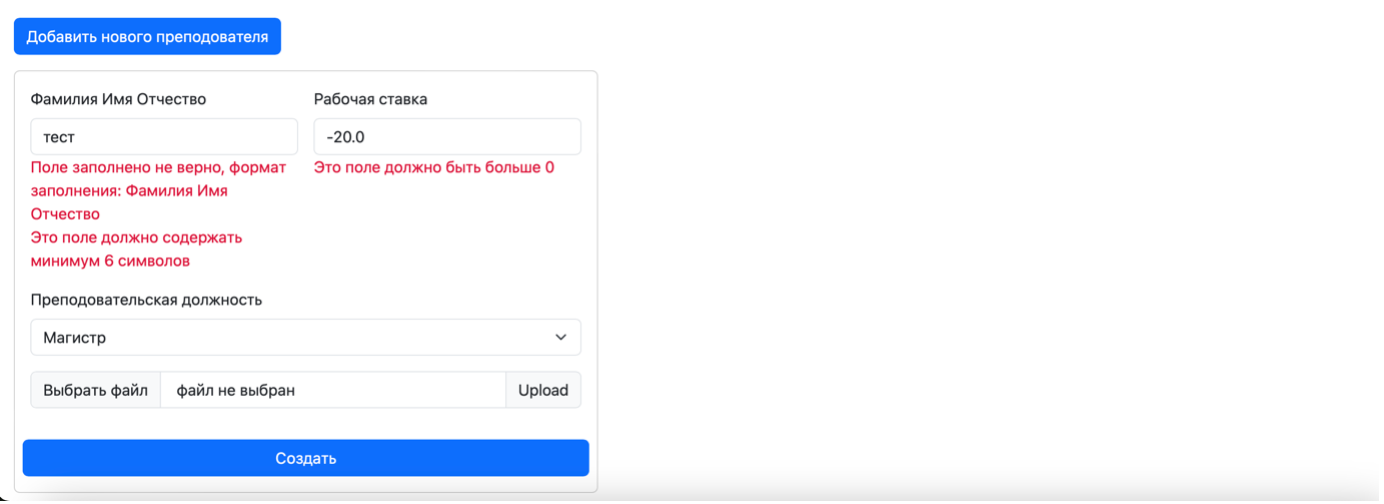 Добавить нового преподователя
Фамилия Имя Отчество
Рабочая ставка
тест
-20.0
Поле заполнено не верно, формат
заполнения: Фамилия Имя
Отчество
Это поле должно содержать
минимум 6 символов
Это поле должно быть больше 0
Преподовательская должность
Магистр
Выбрать файл
файл не выбран
Upload
Создать